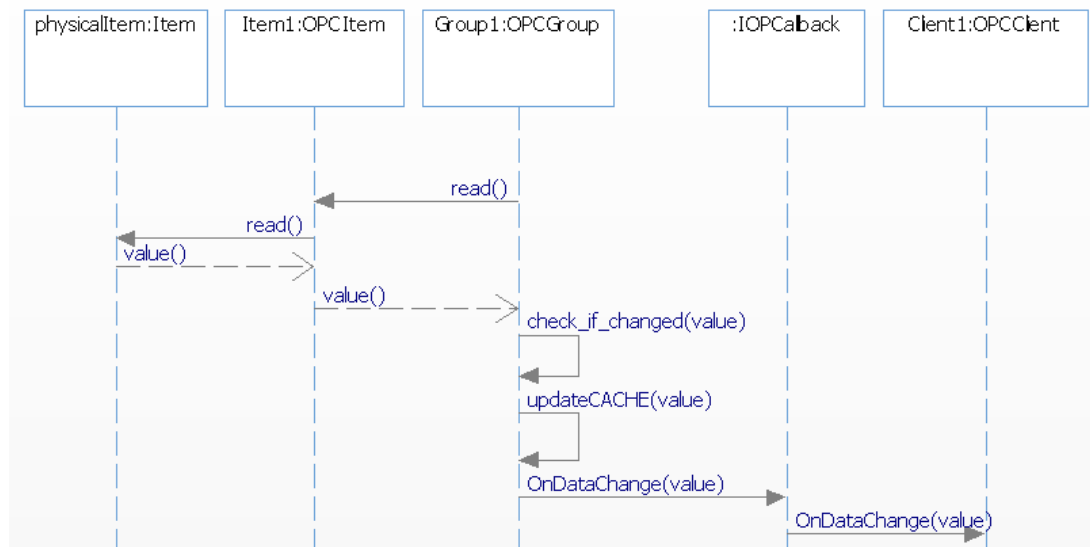 physicalItem:Item
Item1:OPCItem
Group1:OPCGroup
:IOPCalback
Client1:OPCClient
read()
read()
value()
value()
check_if_changed(value)
updateCACHE(value)
OnDataChange(value)
OnDataChange(value)